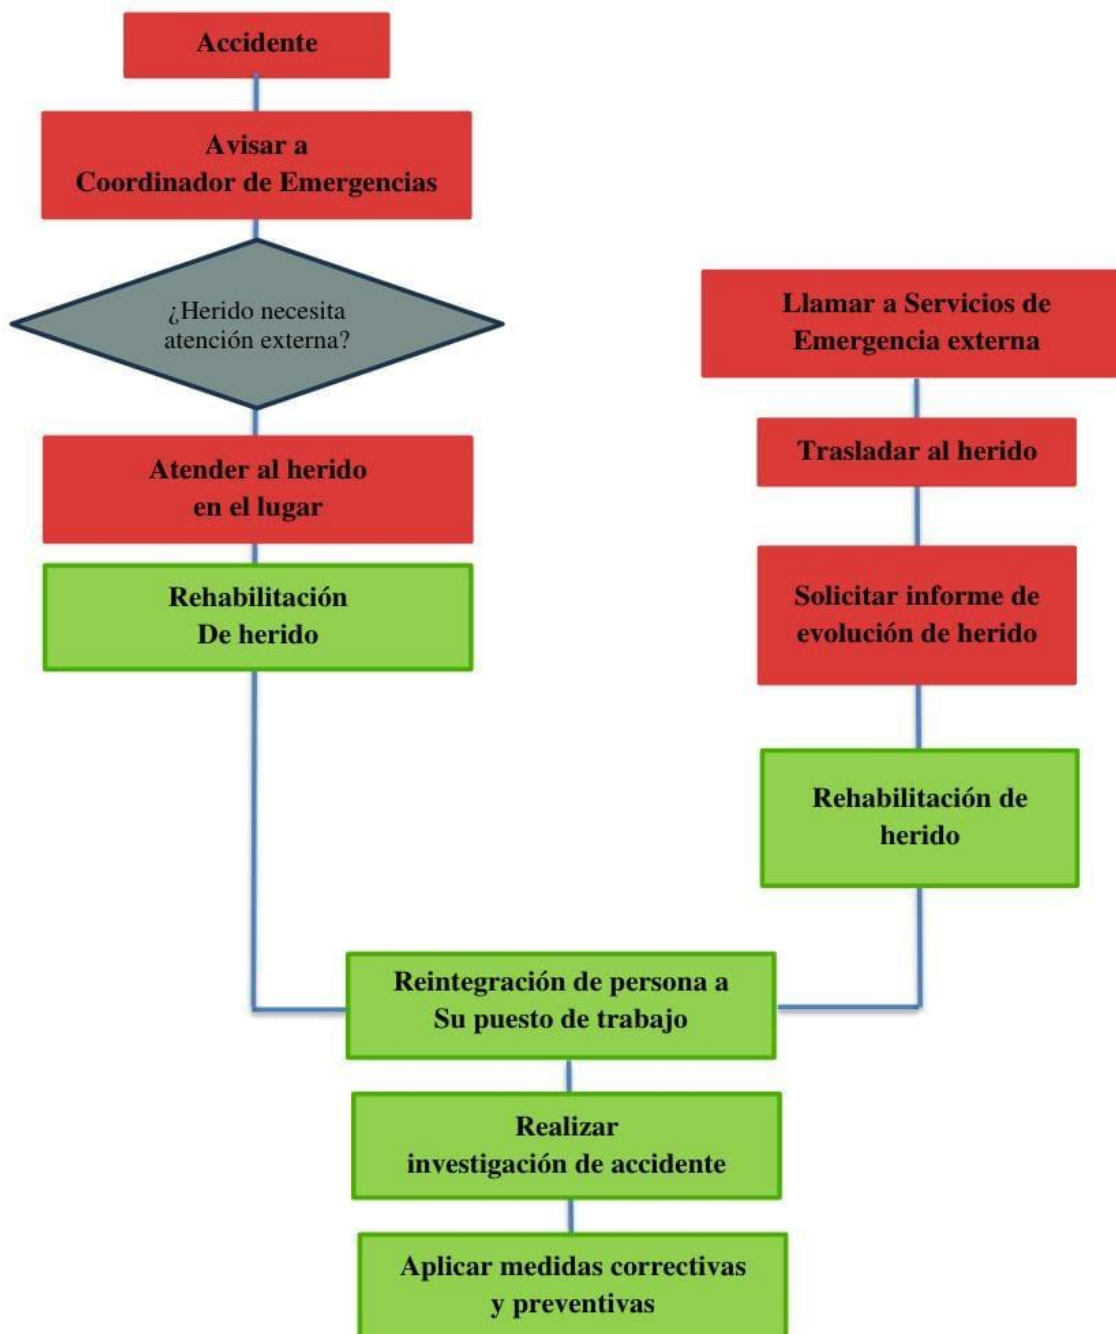 Accidente
Avisar a
Coordinador de Emergencias
¿Herido necesita
atención externa?
Atender al herido
en el lugar
Rehabilitación
De herido
Llamar a Servicios de
Emergencia externa
Trasladar al herido
Solicitar informe de
evolución de herido
Rehabilitación de
herido
Reintegración de persona a
Su puesto de trabajo
Realizar
investigación de accidente
Aplicar medidas correctivas
y preventivas